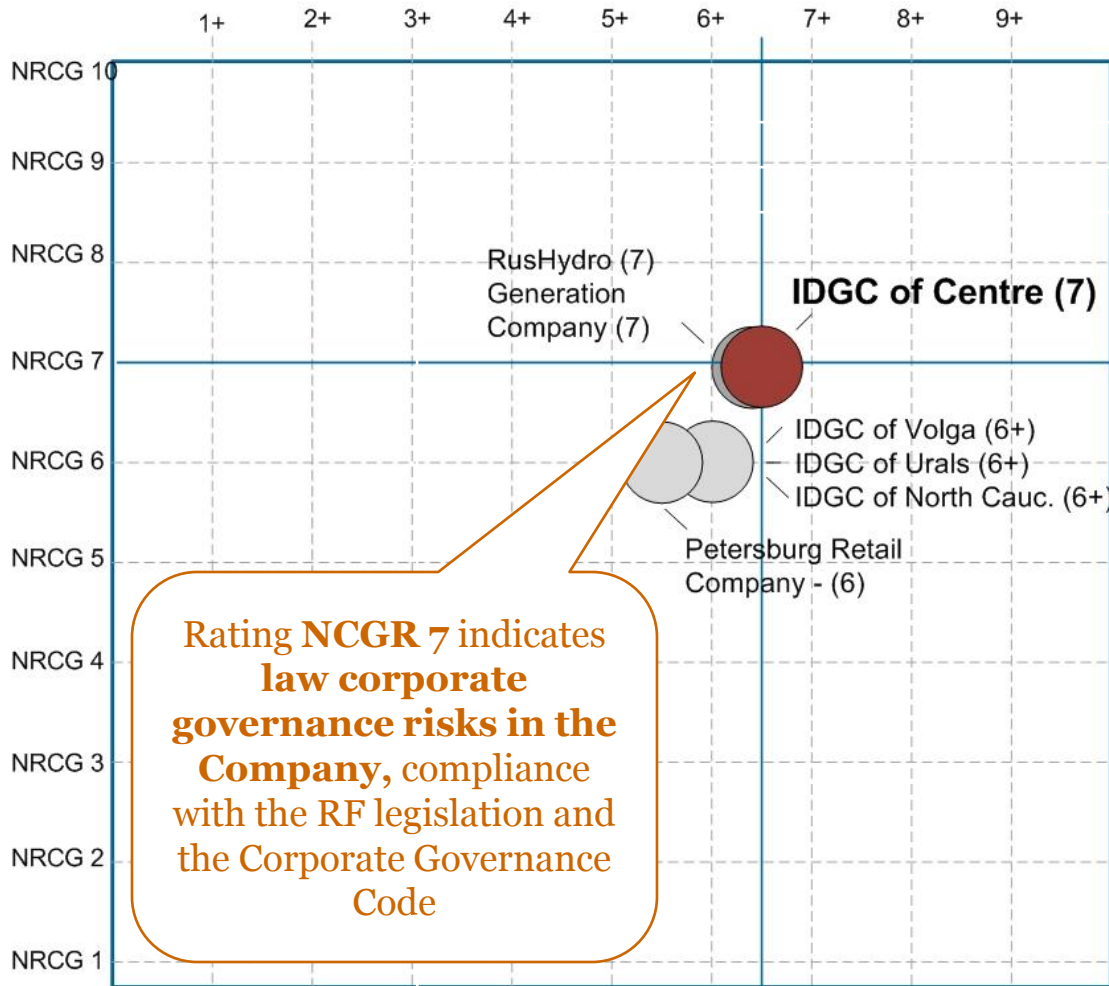 1+ 2+ 3+ 4+ 5+ 6+ 7+ 8+ 9+
NRCG 10
NRCG 9
NRCG 8
RusHydro (7)
Generation
Company (7)
IDGC of Centre (7)
NRCG 7
IDGC of Volga (6+)
NRCG 6
IDGC of Urals (6+)
IDGC of North Cauc. (6+)
NRCG 5
Petersburg Retail
Company - (6)
Rating NCGR 7 indicates
law corporate
governance risks in the
Company, compliance
with the RF legislation and
the Corporate Governance
Code
NRCG 4
NRCG 3
NRCG 2
NRCG 1